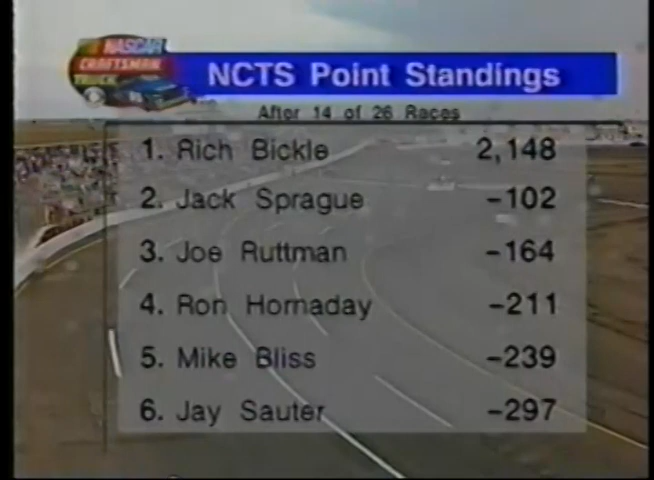 NASCAR
CRAFTSMAN
TRUCK
NCTS Point Standings
After 14 of 26 Races
1. Rich Bickle 2,148
2. Jack Sprague -102
3. Joe Ruttman -164
4. Ron Hornaday -211
5. Mike Bliss -239
6. Jay Sauter -297